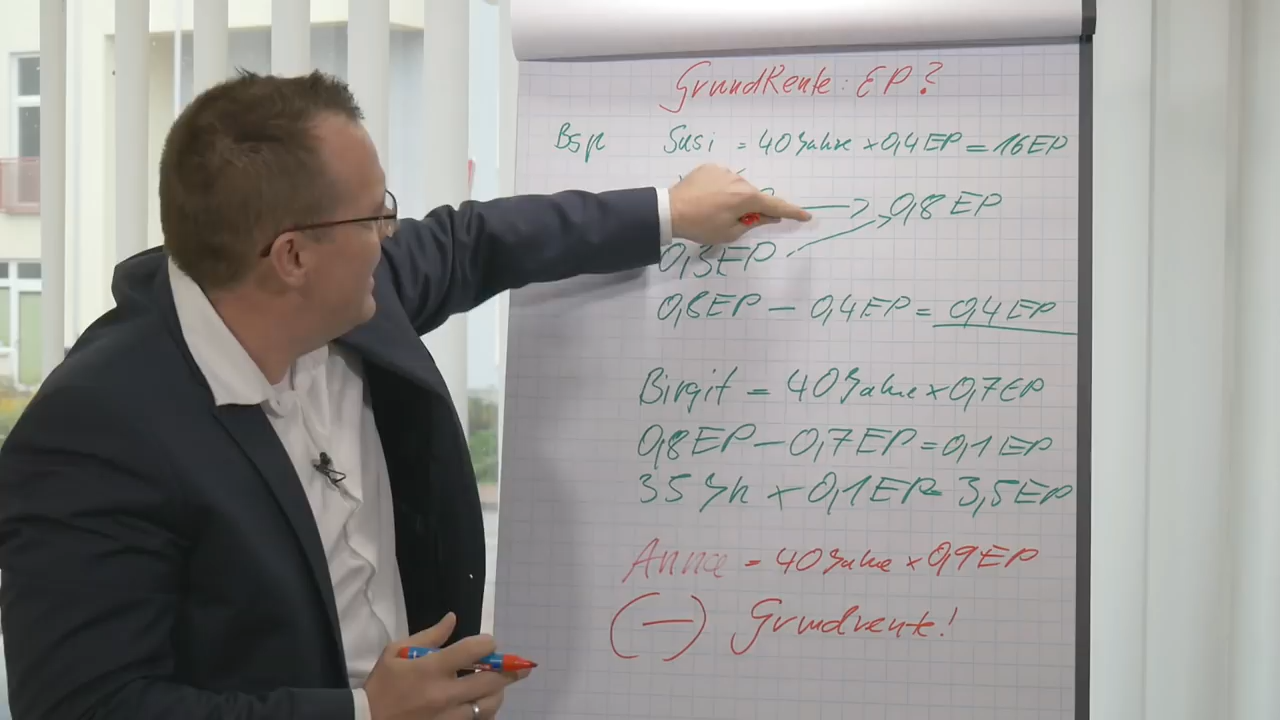 Grundrente: EP?
Bsp Susi = 40 Jahre x 0,4 EP = 16 EP
0,8 EP
0,3 EP
0,8 EP — 0,4 EP = 0,4 EP
Birgit = 40 Jahre x 0,7 EP
0,8 EP — 0,7 EP = 0,1 EP
35 Jh x 0,1 EP = 3,5 EP
Anna = 40 Jahre x 0,9 EP
(—) Grundrente!